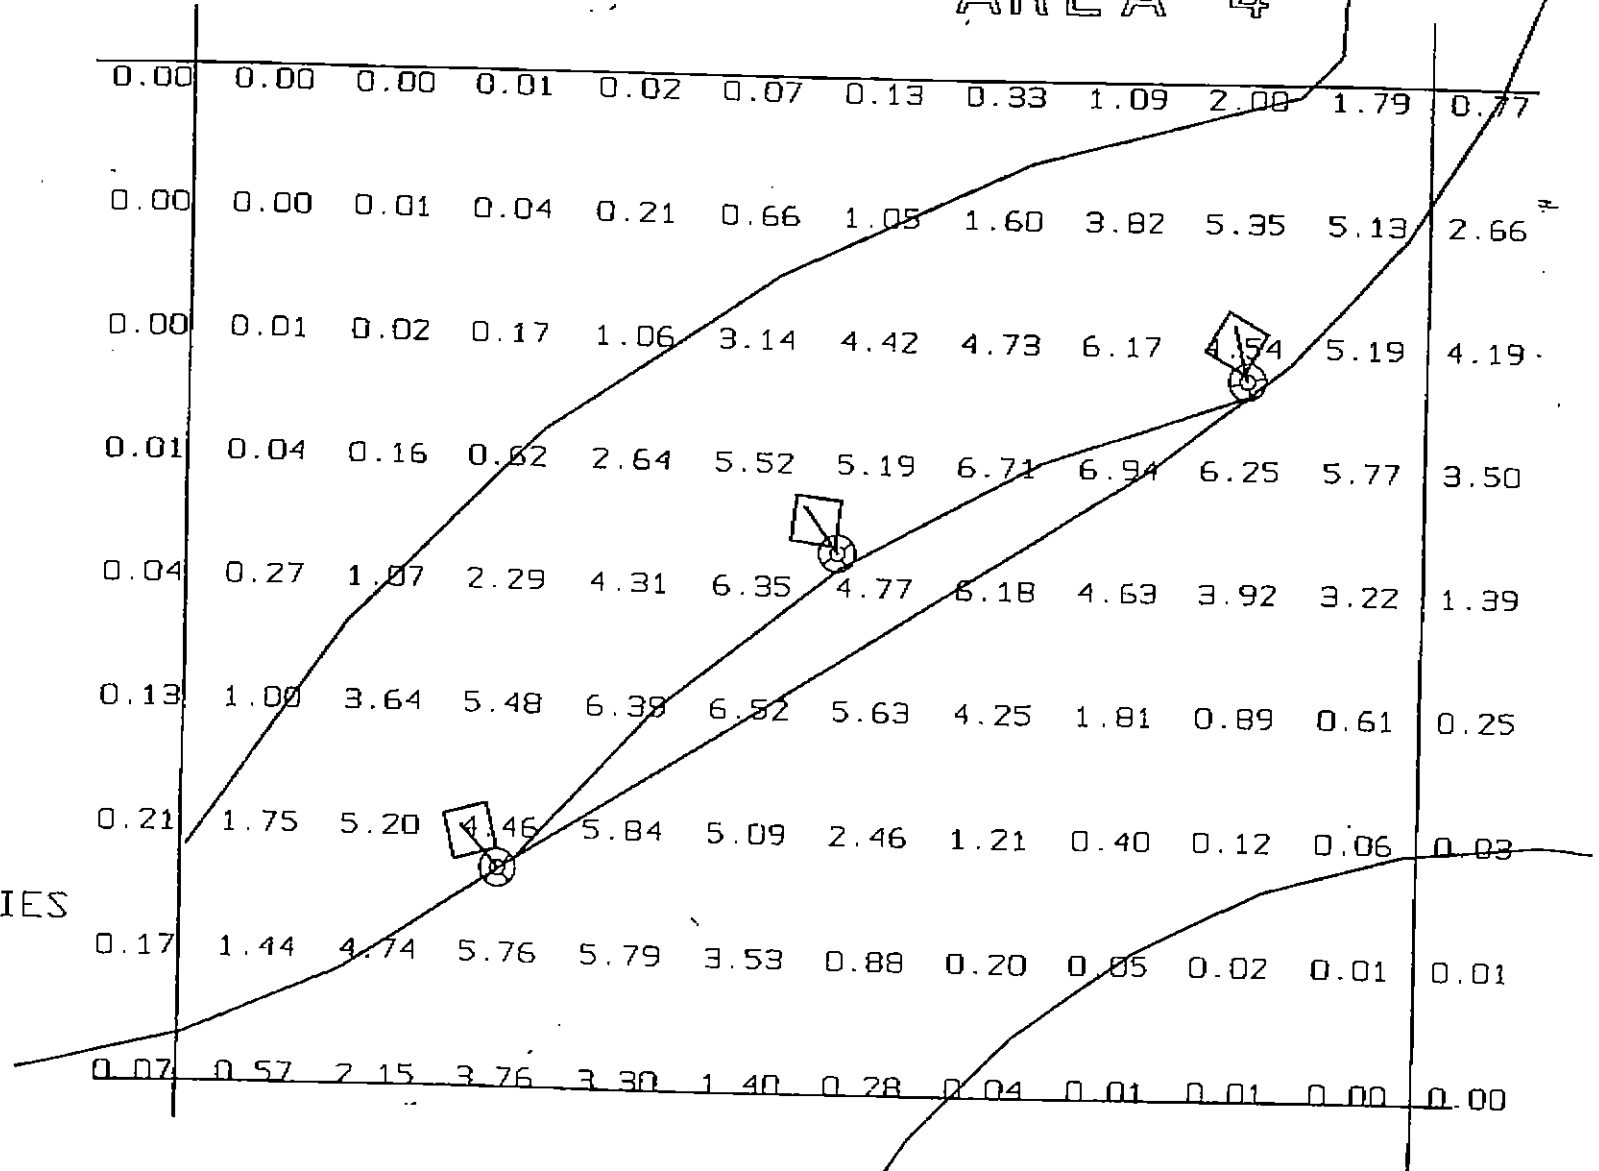 AREA 4
0.00 0.00 0.00 0.01 0.02 0.07 0.13 0.33 1.09 2.00 1.79 0.77
0.00 0.00 0.01 0.04 0.21 0.66 1.05 1.60 3.82 5.35 5.13 2.66
0.00 0.01 0.02 0.17 1.06 3.14 4.42 4.73 6.17 4.54 5.19 4.19
0.01 0.04 0.16 0.62 2.64 5.52 5.19 6.71 6.94 6.25 5.77 3.50
0.04 0.27 1.07 2.29 4.31 6.35 4.77 6.18 4.63 3.92 3.22 1.39
0.13 1.00 3.64 5.48 6.39 6.52 5.63 4.25 1.81 0.89 0.61 0.25
0.21 1.75 5.20 4.46 5.84 5.09 2.46 1.21 0.40 0.12 0.06 0.03
IES
0.17 1.44 4.74 5.76 5.79 3.53 0.88 0.20 0.05 0.02 0.01 0.01
0.07 0.57 2.15 3.76 3.30 1.40 0.28 0.04 0.01 0.01 0.00 0.00